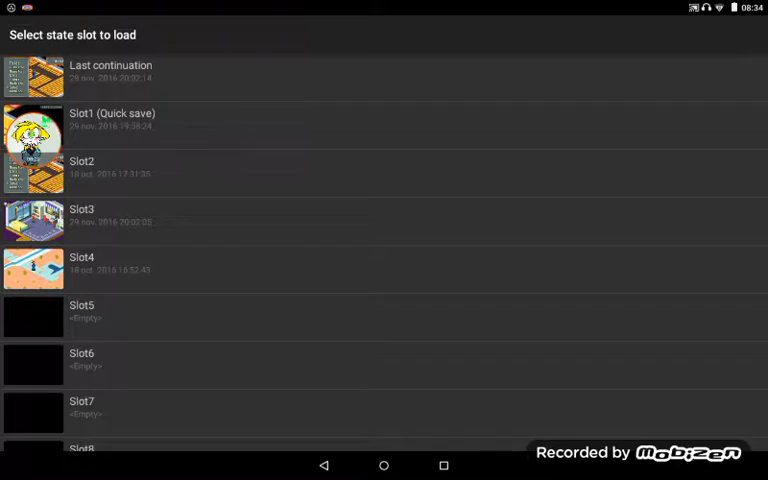 08:34
Select state slot to load
Last continuation
29 nov. 2016 20:02:14
Slot1 (Quick save)
29 nov. 2016 19:58:24
Slot2
18 oct. 2016 17:31:35
Slot3
29 nov. 2016 20:02:05
Slot4
18 oct. 2016 16:52:43
Slot5
<Empty>
Slot6
<Empty>
Slot7
<Empty>
Slot8
Recorded by Mobizen